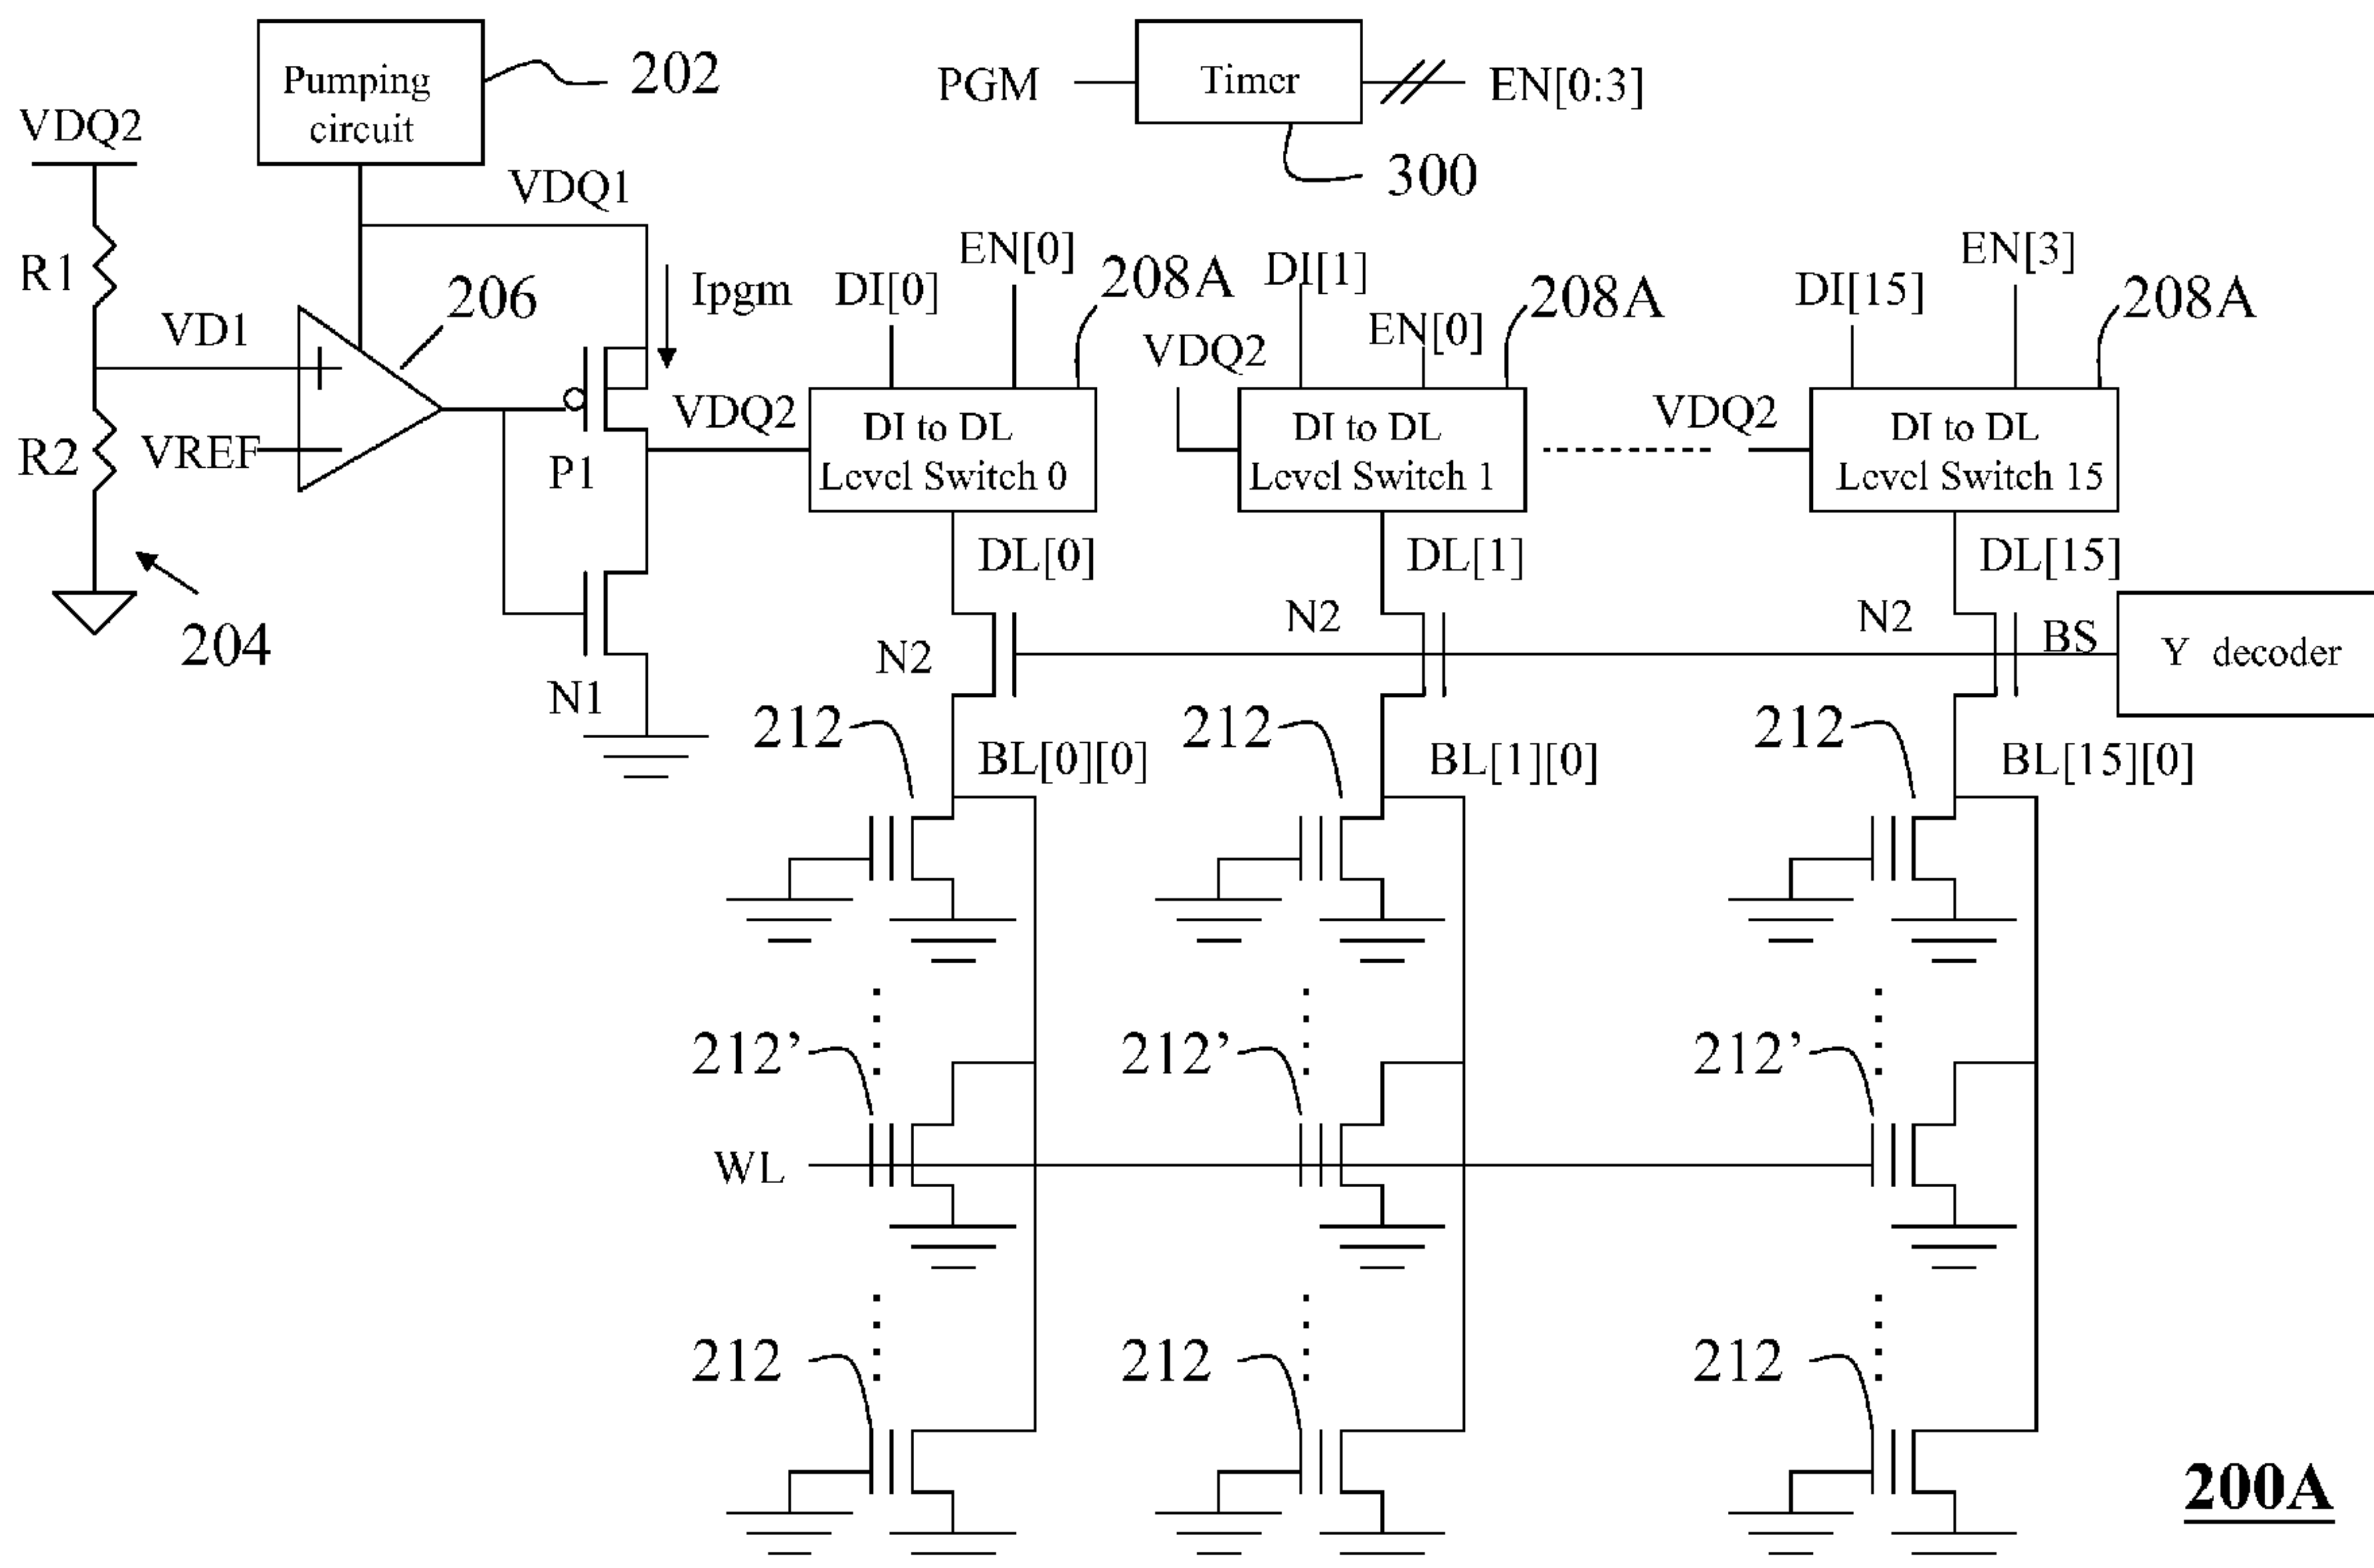 Pumping
circuit
202
PGM
Timer
EN[0:3]
300
VDQ2
VDQ1
R1
VD1
206
Ipgm
DI[0]
EN[0]
208A
DI[1]
EN[0]
208A
DI[15]
EN[3]
208A
+
R2
VREF
P1
VDQ2
DI to DL
Level Switch 0
VDQ2
DI to DL
Level Switch 1
VDQ2
DI to DL
Level Switch 15
204
N1
DL[0]
DL[1]
DL[15]
N2
N2
N2
BS
Y decoder
212
212
212
BL[0][0]
BL[1][0]
BL[15][0]
212’
212’
212’
WL
212
212
212
200A